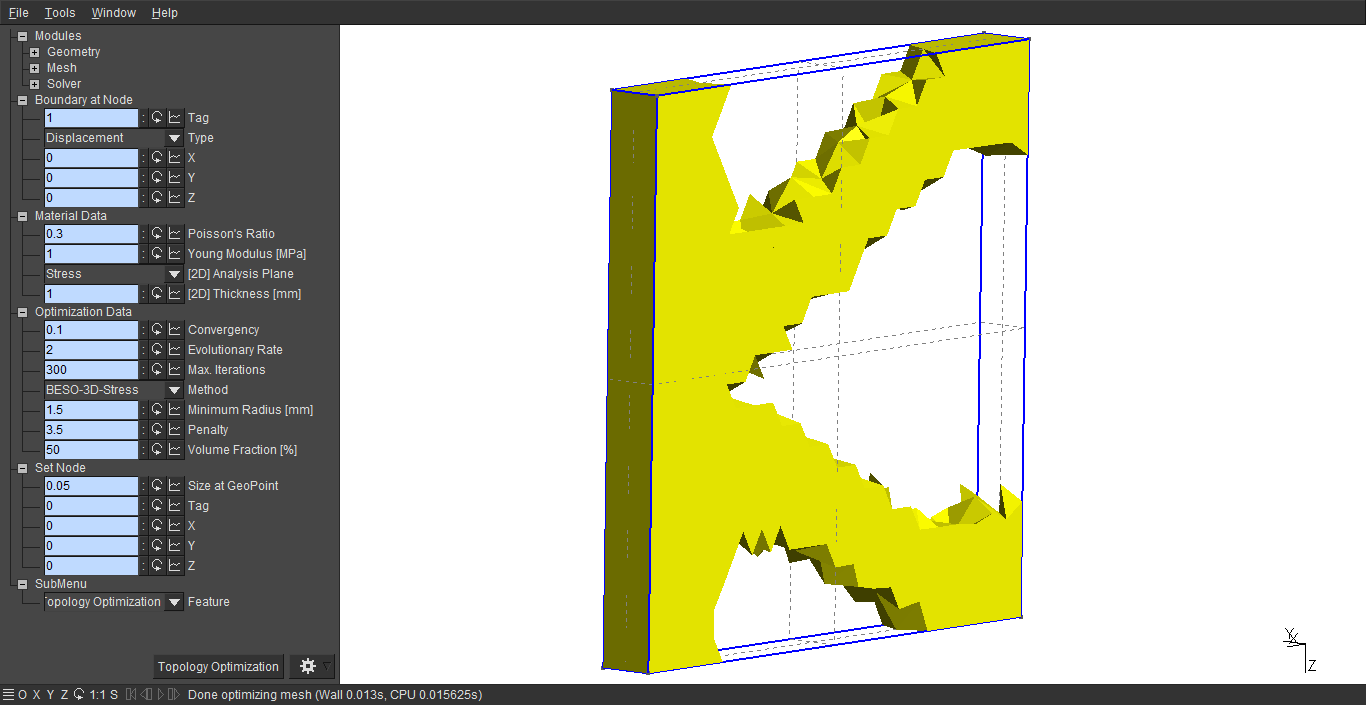 File Tools Window Help
Modules
Geometry
Mesh
Solver
Boundary at Node
1 : Tag
Displacement Type
0 : X
0 : Y
0 : Z
Material Data
0.3 : Poisson's Ratio
1 : Young Modulus [MPa]
Stress [2D] Analysis Plane
1 : [2D] Thickness [mm]
Optimization Data
0.1 : Convergency
2 : Evolutionary Rate
300 : Max. Iterations
BESO-3D-Stress Method
1.5 : Minimum Radius [mm]
3.5 : Penalty
50 : Volume Fraction [%]
Set Node
0.05 : Size at GeoPoint
0 : Tag
0 : X
0 : Y
0 : Z
SubMenu
opology Optimization Feature
Topology Optimization
Y
X
Z
O X Y Z 1:1 S Done optimizing mesh (Wall 0.013s, CPU 0.015625s)